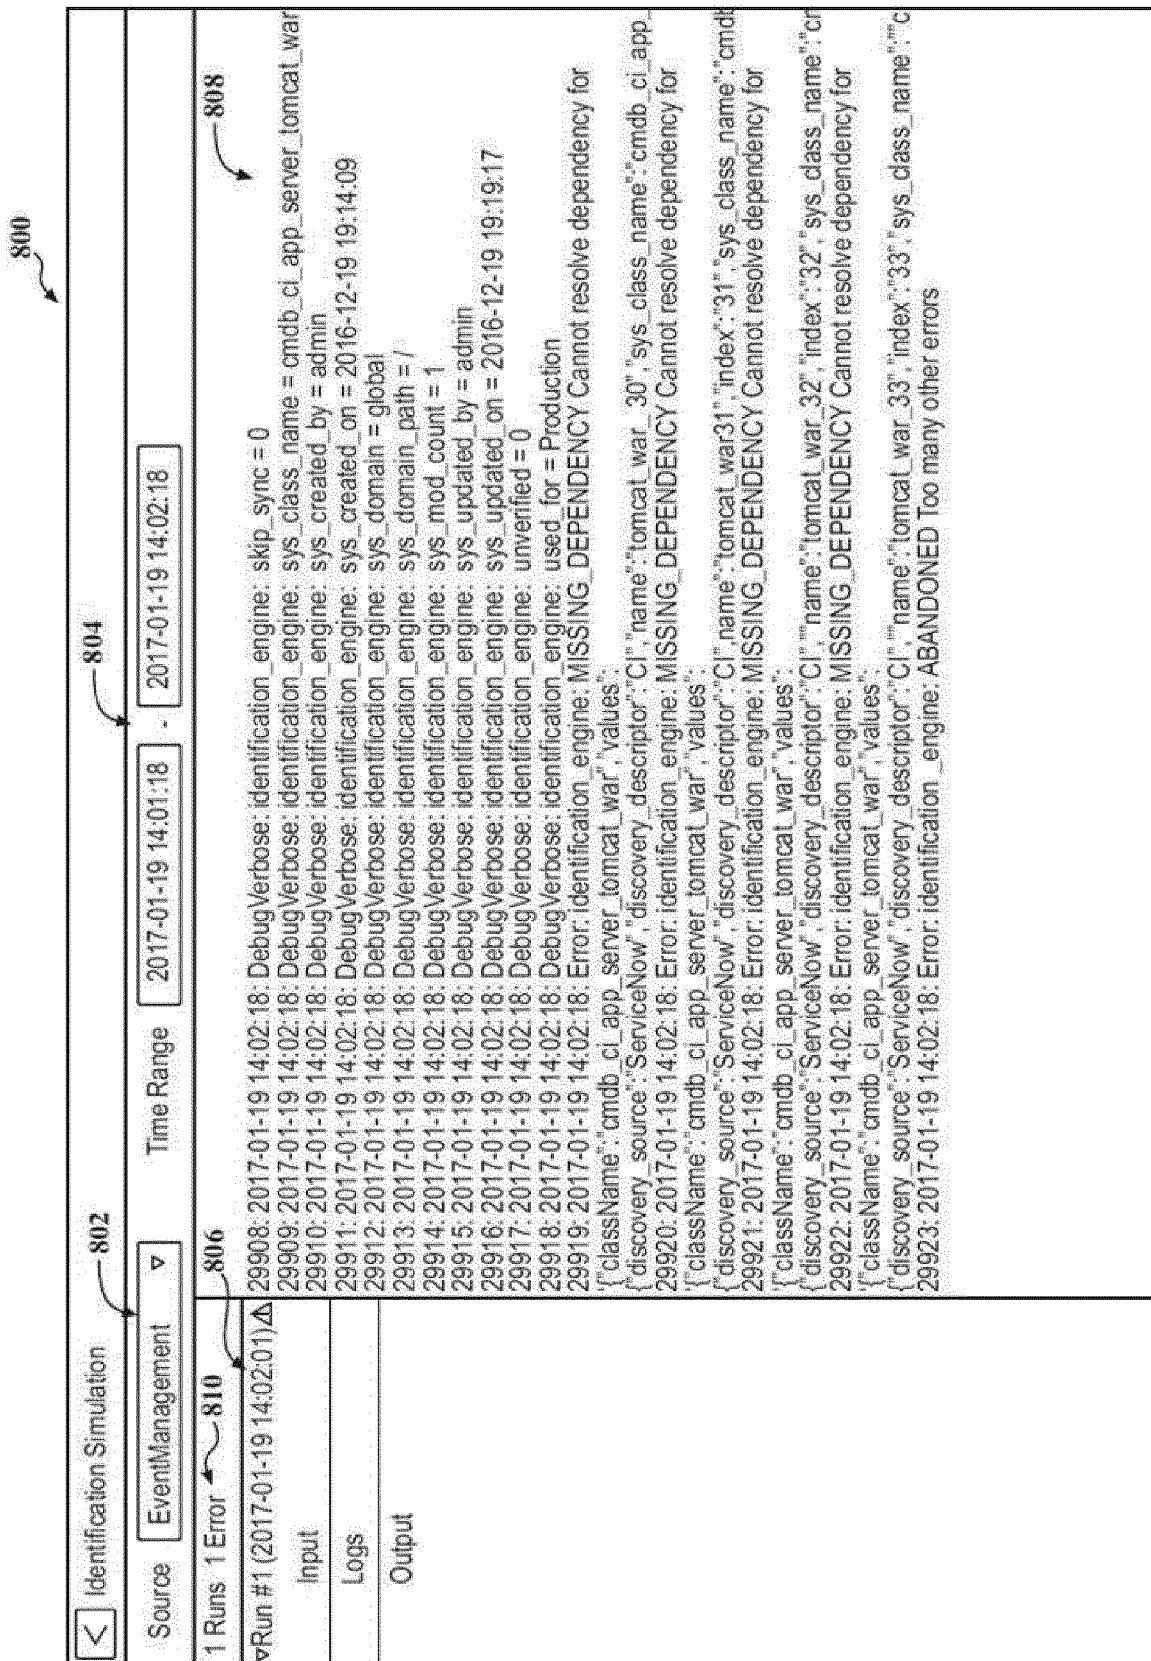 800
< Identification Simulation
802
804
Source EventManagement ▿ Time Range 2017-01-19 14:01:18 - 2017-01-19 14:02:18
1 Runs 1 Error
810
806
808
▿Run #1 (2017-01-19 14:02:01)⚠
Input
Logs
Output
29908: 2017-01-19 14:02:18: DebugVerbose: identification_engine: skip_sync = 0
29909: 2017-01-19 14:02:18: DebugVerbose: identification_engine: sys_class_name = cmdb_ci_app_server_tomcat_war
29910: 2017-01-19 14:02:18: DebugVerbose: identification_engine: sys_created_by = admin
29911: 2017-01-19 14:02:18: DebugVerbose: identification_engine: sys_created_on = 2016-12-19 19:14:09
29912: 2017-01-19 14:02:18: DebugVerbose: identification_engine: sys_domain = global
29913: 2017-01-19 14:02:18: DebugVerbose: identification_engine: sys_domain_path = /
29914: 2017-01-19 14:02:18: DebugVerbose: identification_engine: sys_mod_count = 1
29915: 2017-01-19 14:02:18: DebugVerbose: identification_engine: sys_updated_by = admin
29916: 2017-01-19 14:02:18: DebugVerbose: identification_engine: sys_updated_on = 2016-12-19 19:19:17
29917: 2017-01-19 14:02:18: DebugVerbose: identification_engine: unverified = 0
29918: 2017-01-19 14:02:18: DebugVerbose: identification_engine: used_for = Production
29919: 2017-01-19 14:02:18: Error: identification_engine: MISSING_DEPENDENCY Cannot resolve dependency for
'{"className":"cmdb_ci_app_server_tomcat_war","values":
{"discovery_source":"ServiceNow","discovery_descriptor":"CI","name":"tomcat_war_30","sys_class_name":"cmdb_ci_app_
29920: 2017-01-19 14:02:18: Error: identification_engine: MISSING_DEPENDENCY Cannot resolve dependency for
'{"className":"cmdb_ci_app_server_tomcat_war","values":
{"discovery_source":"ServiceNow","discovery_descriptor":"CI",name":"tomcat_war31","index":"31","sys_class_name":"cmdb
29921: 2017-01-19 14:02:18: Error: identification_engine: MISSING_DEPENDENCY Cannot resolve dependency for
'{"className":"cmdb_ci_app_server_tomcat_war","values":
{"discovery_source":"ServiceNow","discovery_descriptor":"CI",""name":"tomcat_war_32","index":"32","sys_class_name":"cm
29922: 2017-01-19 14:02:18: Error: identification_engine: MISSING_DEPENDENCY Cannot resolve dependency for
'{"className":"cmdb_ci_app_server_tomcat_war","values":
{"discovery_source":"ServiceNow","discovery_descriptor":"CI",""name":"tomcat_war_33","index":"33","sys_class_name":""c
29923: 2017-01-19 14:02:18: Error: identification _engine: ABANDONED Too many other errors